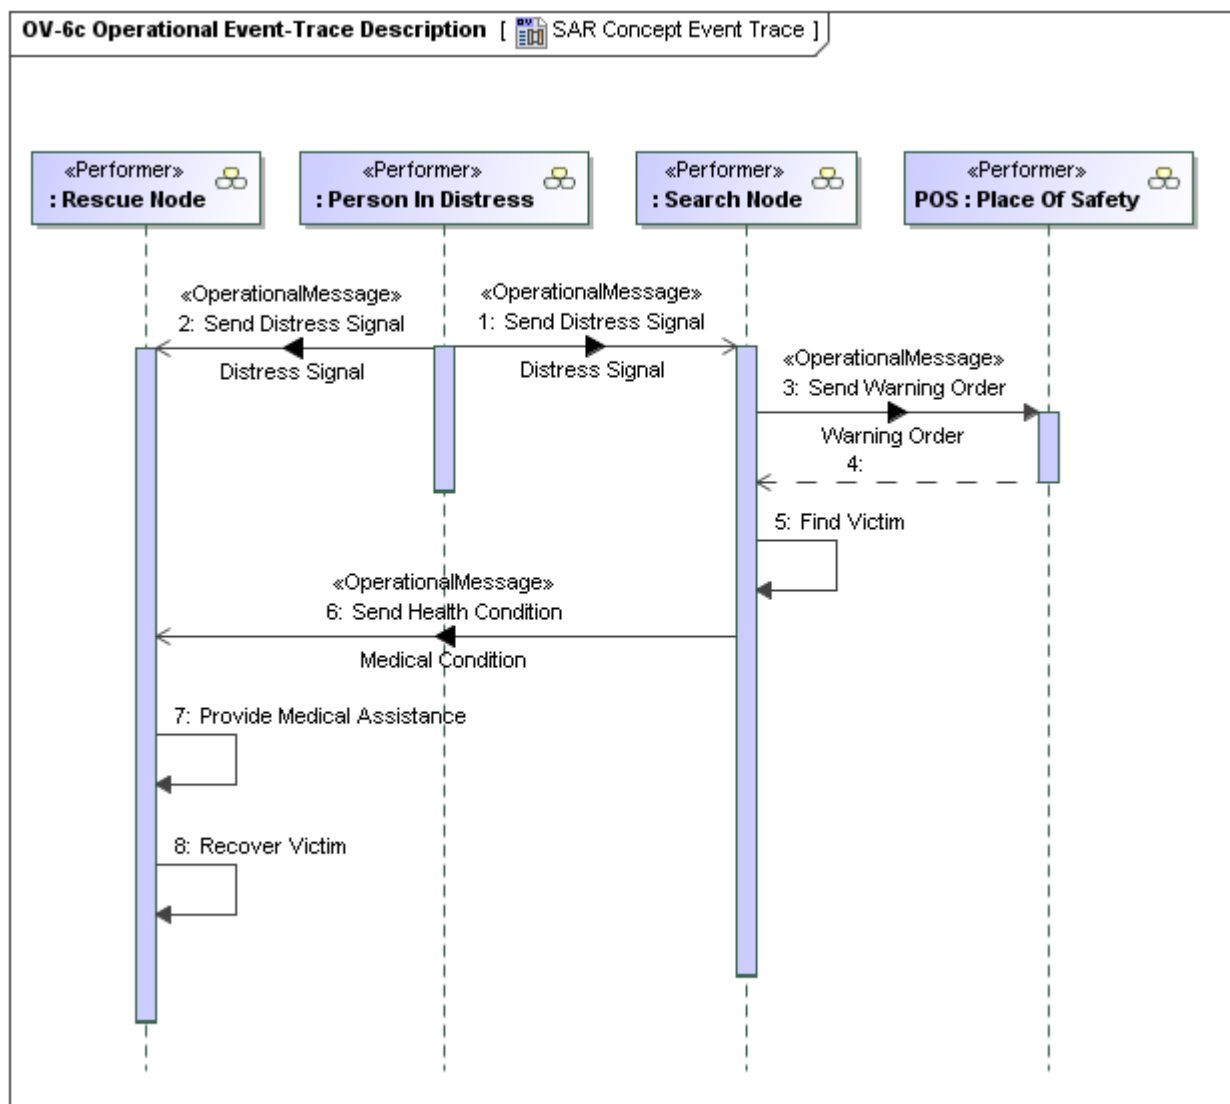 OV-6c Operational Event-Trace Description [ OV SAR Concept Event Trace ]
«Performer»
: Rescue Node
«Performer»
: Person In Distress
«Performer»
: Search Node
«Performer»
POS : Place Of Safety
«OperationalMessage»
2: Send Distress Signal
Distress Signal
«OperationalMessage»
1: Send Distress Signal
Distress Signal
«OperationalMessage»
3: Send Warning Order
Warning Order
4:
5: Find Victim
«OperationalMessage»
6: Send Health Condition
Medical Condition
7: Provide Medical Assistance
8: Recover Victim